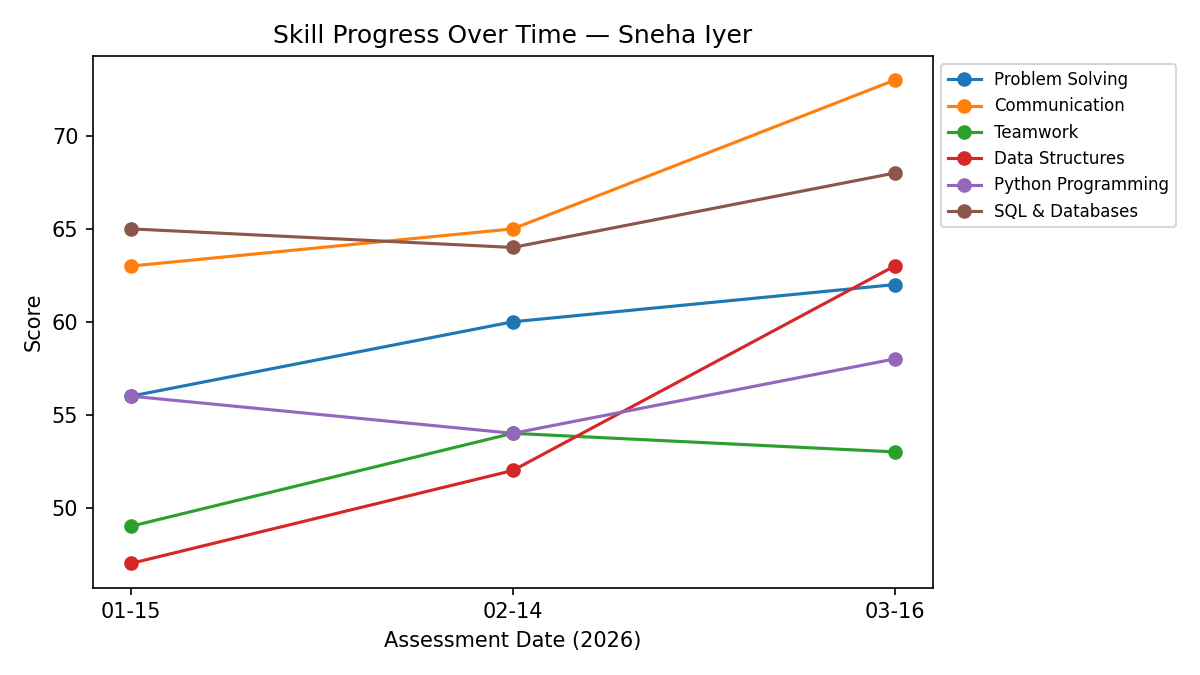 Skill Progress Over Time — Sneha Iyer
Score
70
65
60
55
50
01-15
02-14
03-16
Assessment Date (2026)
Problem Solving
Communication
Teamwork
Data Structures
Python Programming
SQL & Databases